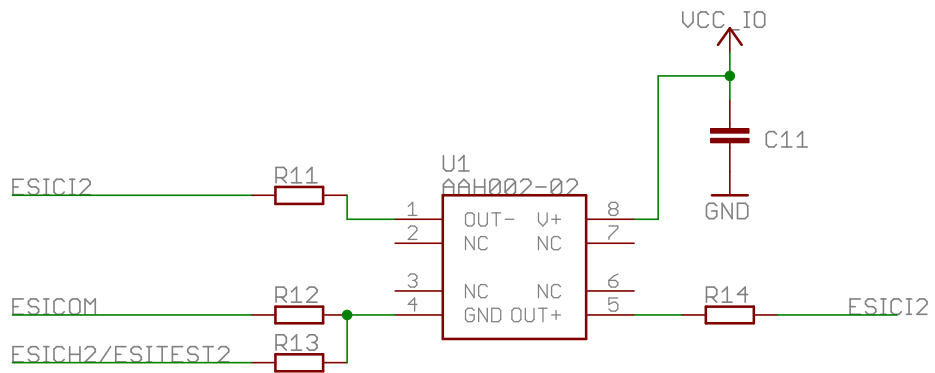 VCC_IO
C11
GND
U1
AAH002-02
ESICI2
R11
1 OUT- V+ 8
2 NC NC 7
3 NC NC 6
4 GND OUT+ 5
ESICOM
R12
R14
ESICI2
R13
ESICH2/ESITEST2